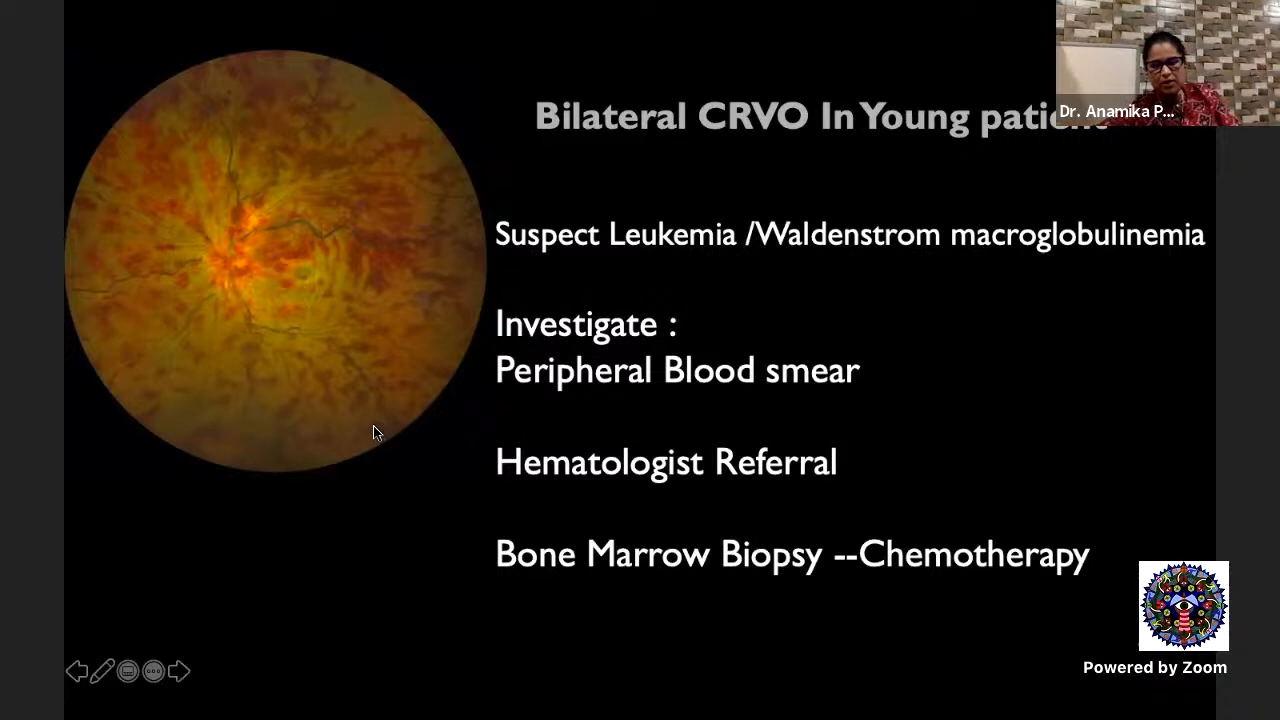 Bilateral CRVO In Young patient
Dr. Anamika P...
Suspect Leukemia /Waldenstrom macroglobulinemia
Investigate :
Peripheral Blood smear
Hematologist Referral
Bone Marrow Biopsy --Chemotherapy
Powered by Zoom